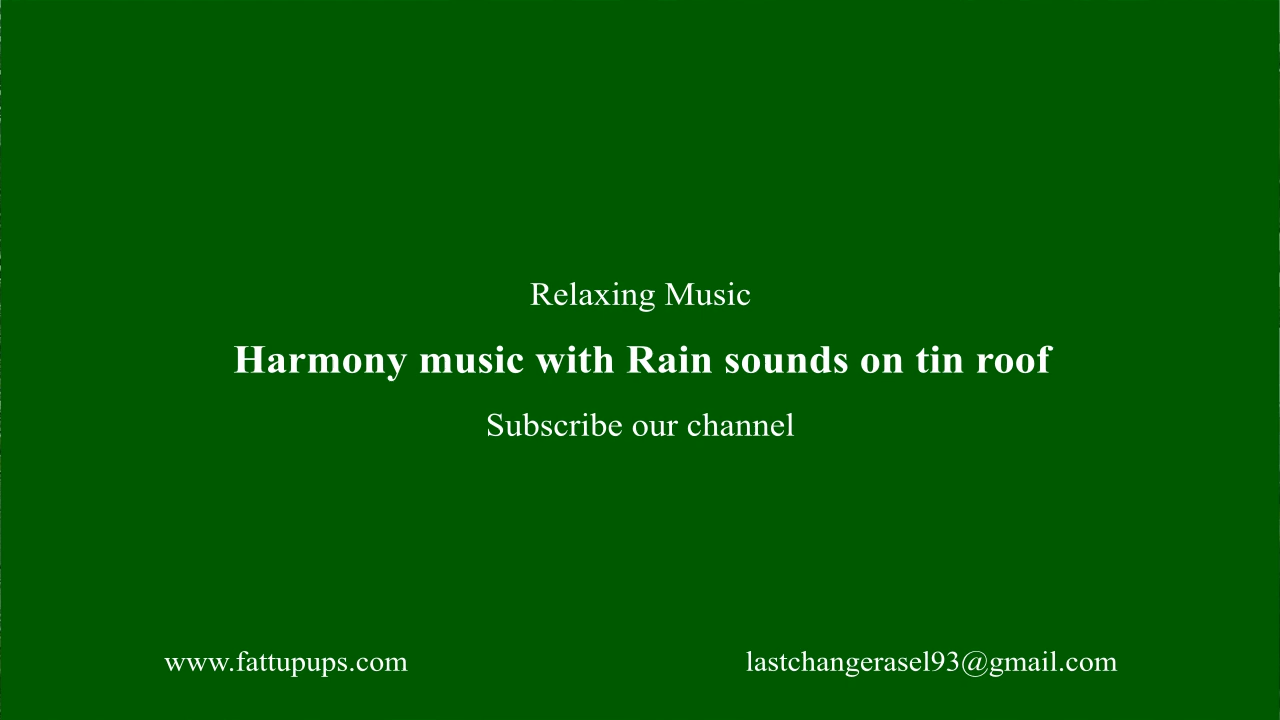 Relaxing Music
Harmony music with Rain sounds on tin roof
Subscribe our channel
www.fattupups.com
lastchangerasel93@gmail.com